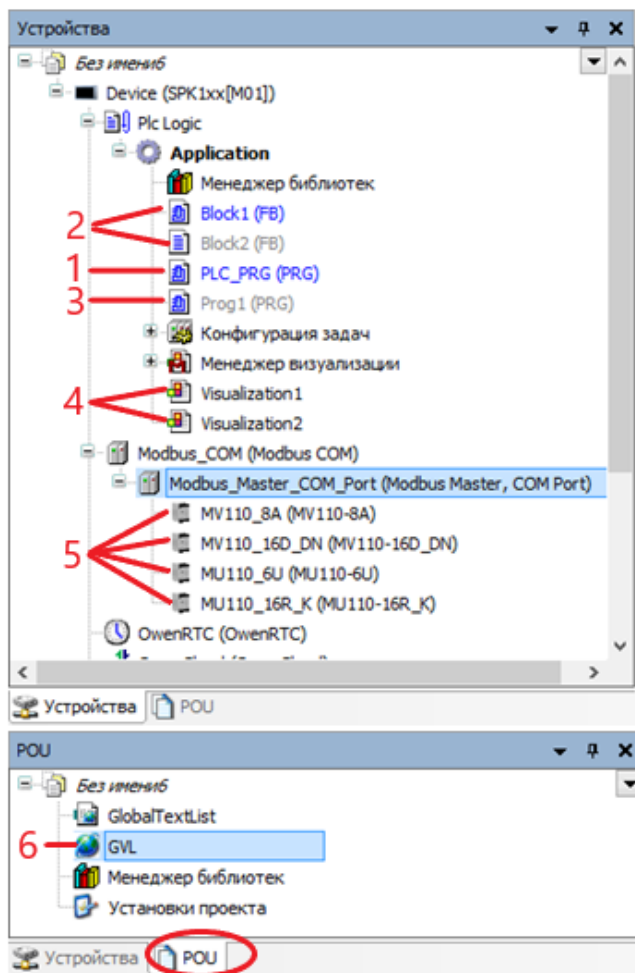 Устройства
Без имени6
Device (SPK1xx[M01])
Plc Logic
Application
Менеджер библиотек
2
Block1 (FB)
Block2 (FB)
1
PLC_PRG (PRG)
3
Prog1 (PRG)
Конфигурация задач
Менеджер визуализации
4
Visualization1
Visualization2
Modbus_COM (Modbus COM)
Modbus_Master_COM_Port (Modbus Master, COM Port)
5
MV110_8A (MV110-8A)
MV110_16D_DN (MV110-16D_DN)
MU110_6U (MU110-6U)
MU110_16R_K (MU110-16R_K)
OwenRTC (OwenRTC)
Устройства POU
POU
Без имени6
GlobalTextList
6 GVL
Менеджер библиотек
Установки проекта
Устройства POU